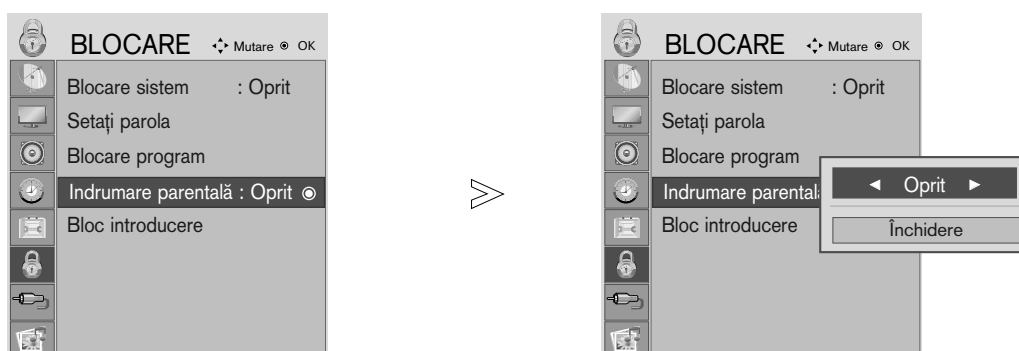 BLOCARE Mutare OK
Blocare sistem : Oprit
Setați parola
Blocare program
Indrumare parentală : Oprit
Bloc introducere
BLOCARE Mutare OK
Blocare sistem : Oprit
Setați parola
Blocare program
Indrumare parentală
Bloc introducere
◄ Oprit ►
Închidere